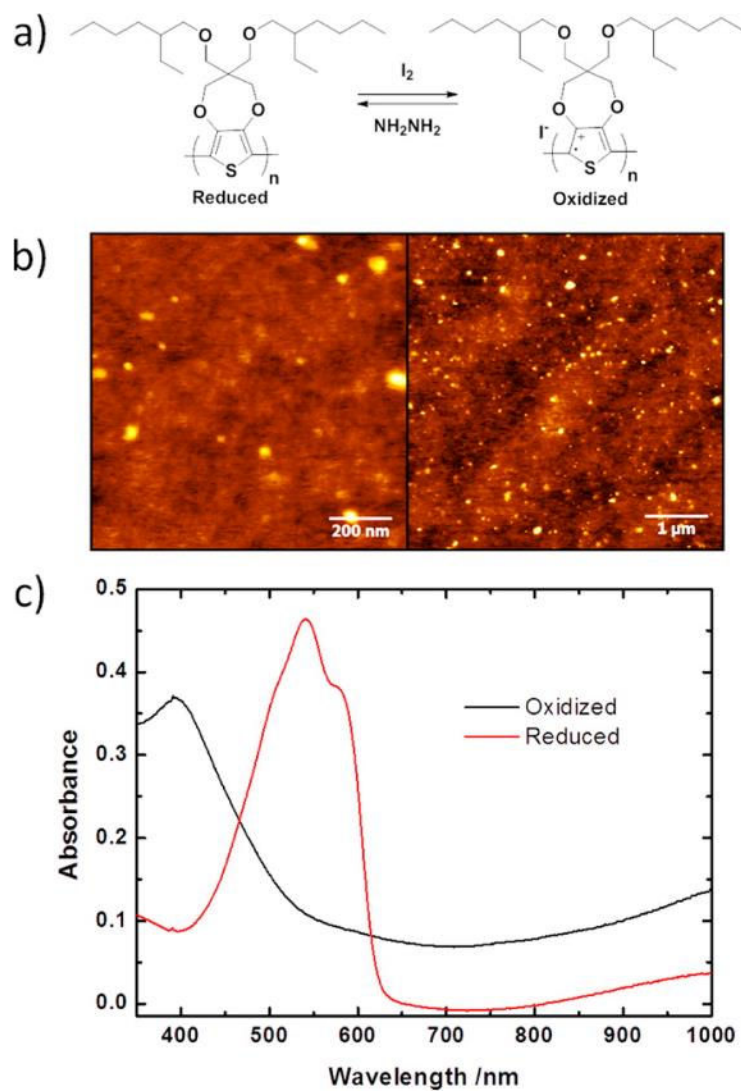 a)
O O
O O
S
n
Reduced
I₂
NH₂NH₂
O O
O O
I⁻
+
•
S
n
Oxidized
b)
200 nm
1 µm
c)
0.5
0.4
0.3
0.2
0.1
0.0
Absorbance
Oxidized
Reduced
400 500 600 700 800 900 1000
Wavelength /nm